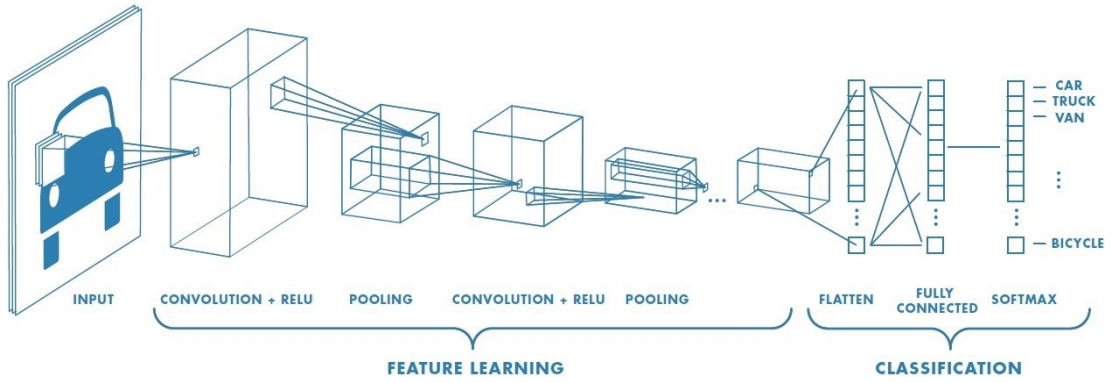 CAR
TRUCK
VAN
BICYCLE
INPUT
CONVOLUTION + RELU
POOLING
CONVOLUTION + RELU
POOLING
FLATTEN
FULLY
CONNECTED
SOFTMAX
FEATURE LEARNING
CLASSIFICATION